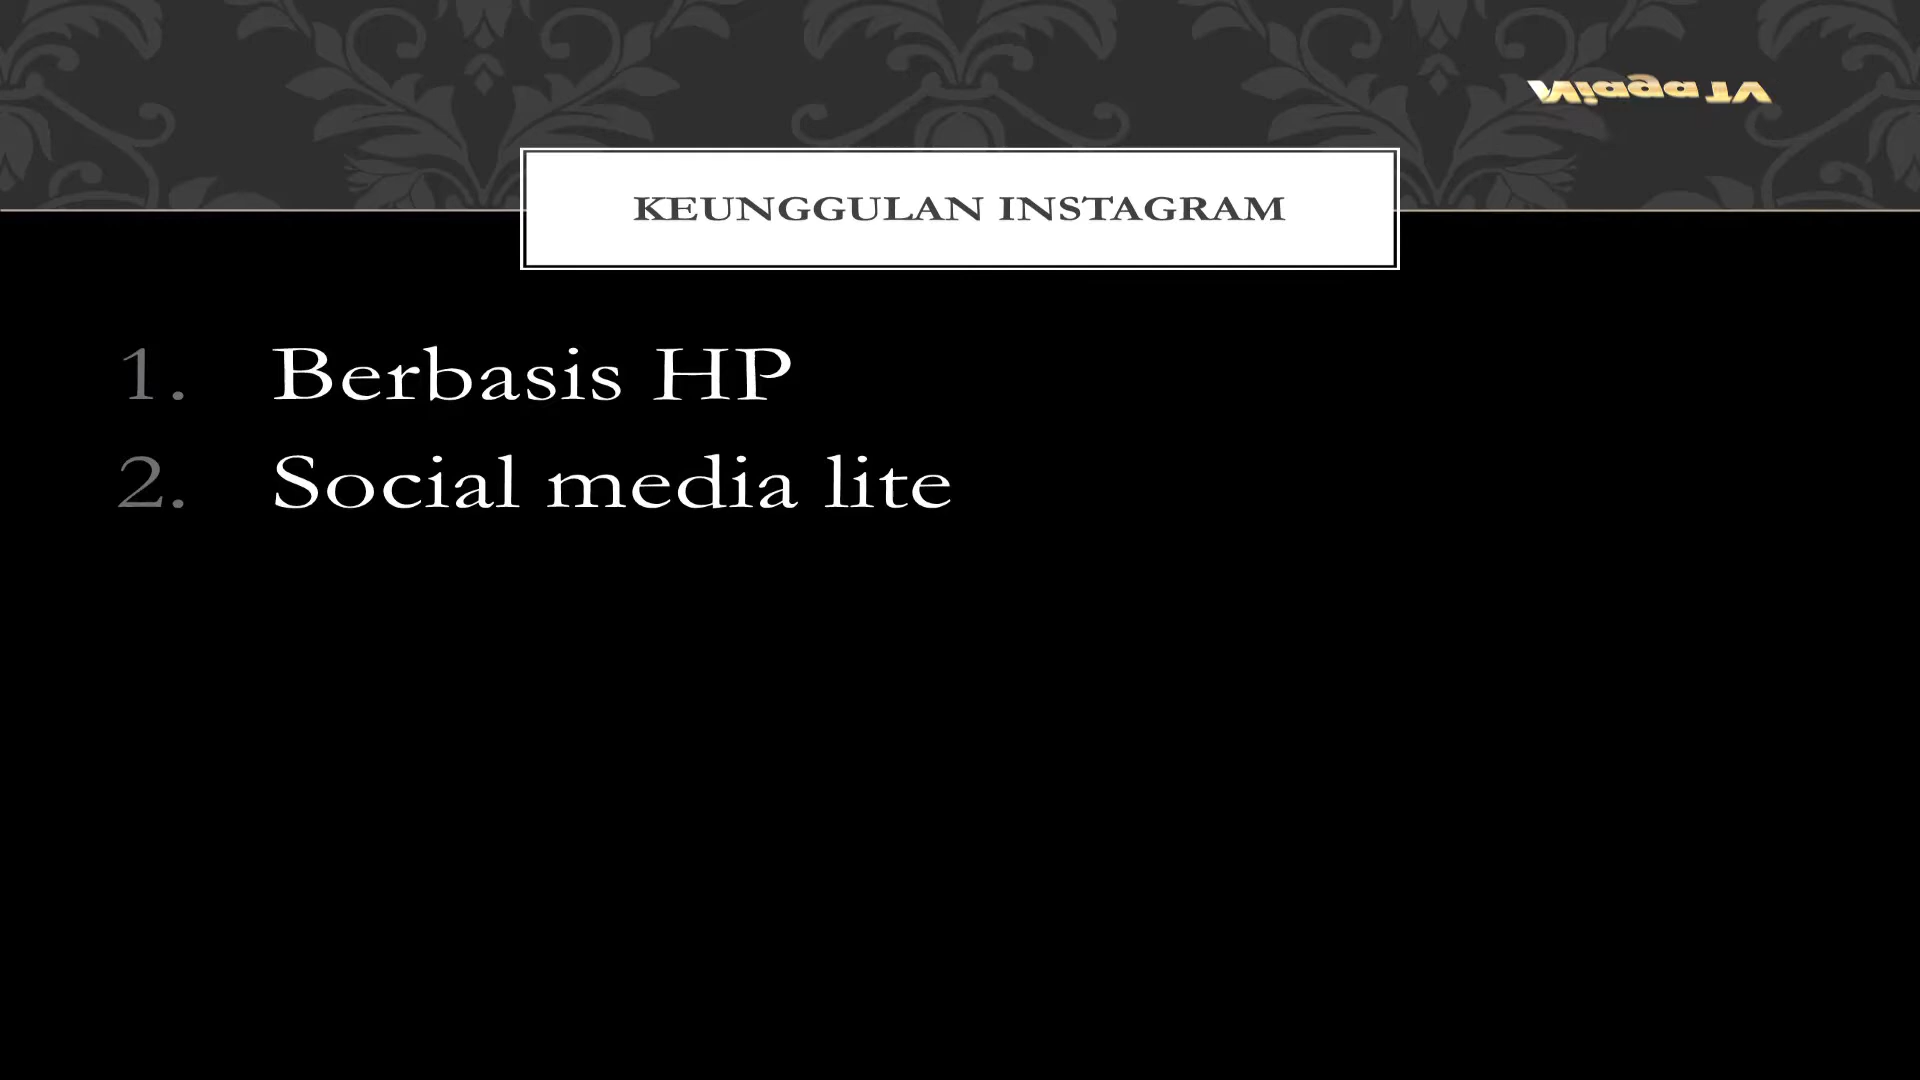 KEUNGGULAN INSTAGRAM
1. Berbasis HP
2. Social media lite